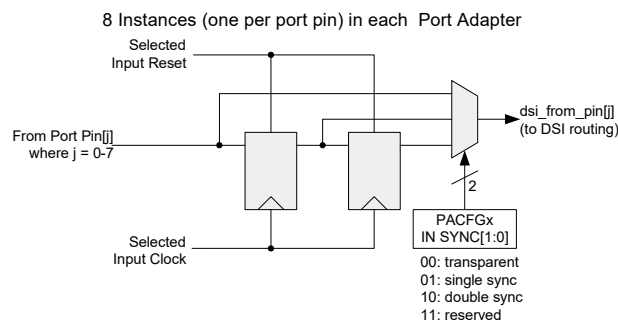 8 Instances (one per port pin) in each Port Adapter
Selected
Input Reset
From Port Pin[j]
where j = 0-7
dsi_from_pin[j]
(to DSI routing)
2
Selected
Input Clock
PACFGx
IN SYNC[1:0]
00: transparent
01: single sync
10: double sync
11: reserved